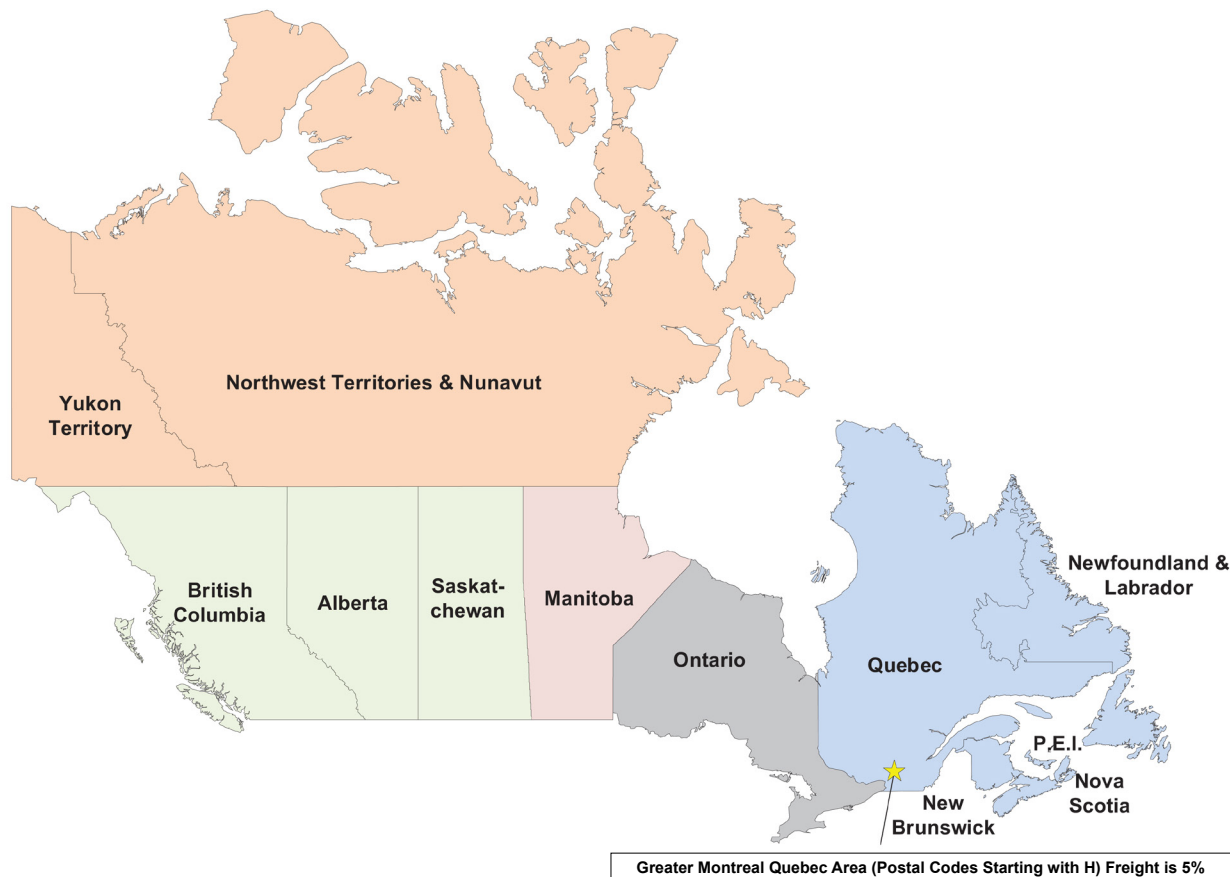 Northwest Territories & Nunavut
Yukon
Territory
British
Columbia
Alberta
Saskat-
chewan
Manitoba
Ontario
Quebec
Newfoundland &
Labrador
P.E.I.
Nova
Scotia
New
Brunswick
Greater Montreal Quebec Area (Postal Codes Starting with H) Freight is 5%